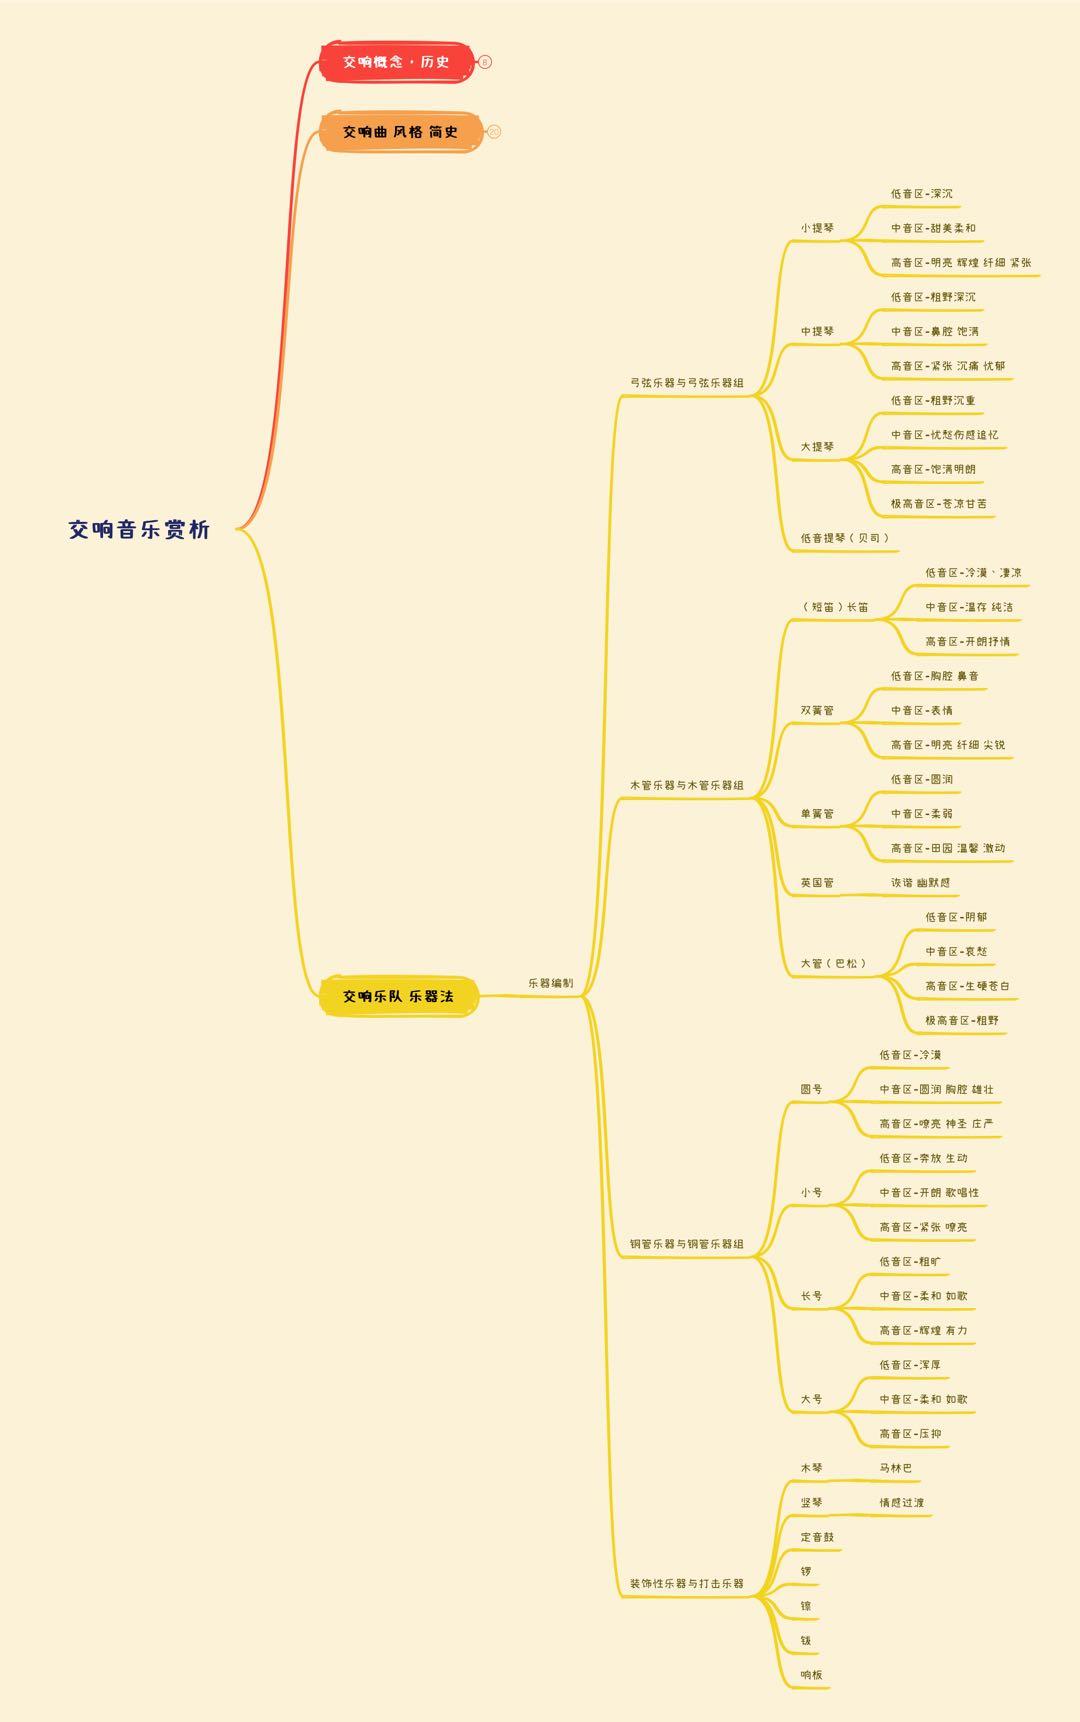 交响概念·历史
8
交响曲 风格 简史
20
交响音乐赏析
交响乐队 乐器法
乐器编制
弓弦乐器与弓弦乐器组
小提琴
低音区-深沉
中音区-甜美柔和
高音区-明亮 辉煌 纤细 紧张
中提琴
低音区-粗野深沉
中音区-鼻腔 饱满
高音区-紧张 沉痛 忧郁
大提琴
低音区-粗野沉重
中音区-忧愁伤感追忆
高音区-饱满明朗
极高音区-苍凉甘苦
低音提琴（贝司）
木管乐器与木管乐器组
（短笛）长笛
低音区-冷漠、凄凉
中音区-温存 纯洁
高音区-开朗抒情
双簧管
低音区-胸腔 鼻音
中音区-表情
高音区-明亮 纤细 尖锐
单簧管
低音区-圆润
中音区-柔弱
高音区-田园 温馨 激动
英国管
诙谐 幽默感
大管（巴松）
低音区-阴郁
中音区-哀愁
高音区-生硬苍白
极高音区-粗野
铜管乐器与铜管乐器组
圆号
低音区-冷漠
中音区-圆润 胸腔 雄壮
高音区-嘹亮 神圣 庄严
小号
低音区-奔放 生动
中音区-开朗 歌唱性
高音区-紧张 嘹亮
长号
低音区-粗旷
中音区-柔和 如歌
高音区-辉煌 有力
大号
低音区-浑厚
中音区-柔和 如歌
高音区-压抑
装饰性乐器与打击乐器
木琴
马林巴
竖琴
情感过渡
定音鼓
锣
镲
钹
响板